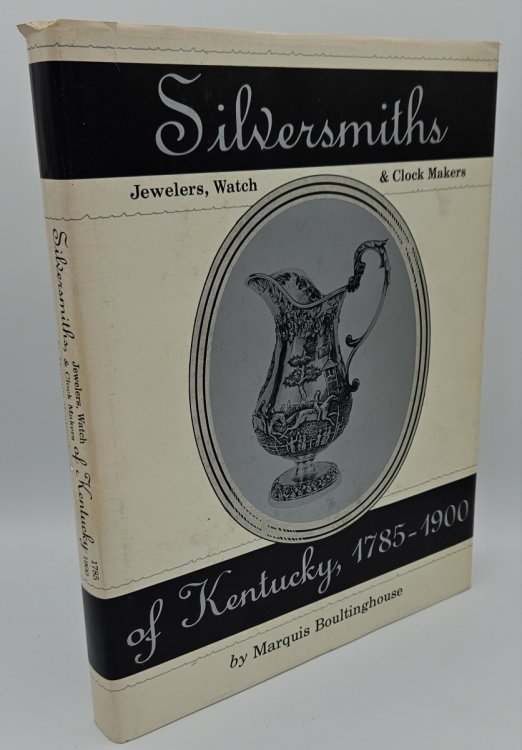 Silversmiths
Jewelers, Watch & Clock Makers
of Kentucky, 1785-1900
by Marquis Boultinghouse
Silversmiths,
Jewelers, Watch
& Clock Makers
of Kentucky
1785
1900